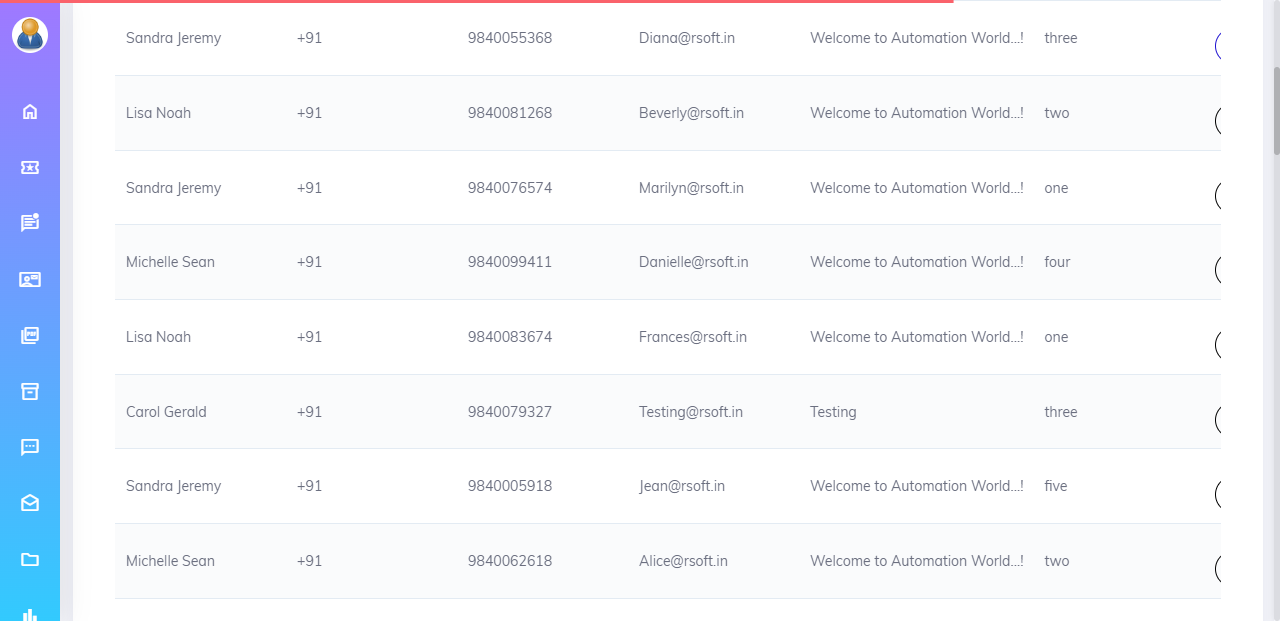 Sandra Jeremy +91 9840055368 Diana@rsoft.in Welcome to Automation World...! three
Lisa Noah +91 9840081268 Beverly@rsoft.in Welcome to Automation World...! two
Sandra Jeremy +91 9840076574 Marilyn@rsoft.in Welcome to Automation World...! one
Michelle Sean +91 9840099411 Danielle@rsoft.in Welcome to Automation World...! four
Lisa Noah +91 9840083674 Frances@rsoft.in Welcome to Automation World...! one
Carol Gerald +91 9840079327 Testing@rsoft.in Testing three
Sandra Jeremy +91 9840005918 Jean@rsoft.in Welcome to Automation World...! five
Michelle Sean +91 9840062618 Alice@rsoft.in Welcome to Automation World...! two